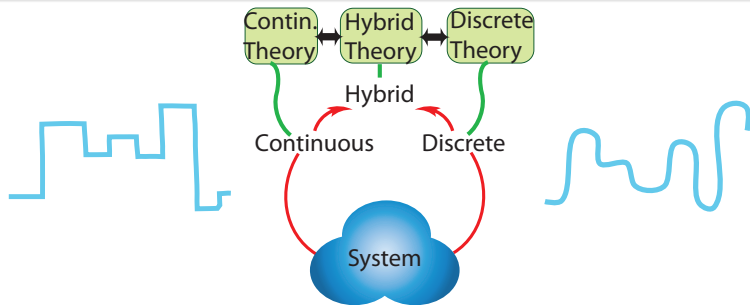 Contin.
Theory
Hybrid
Theory
Discrete
Theory
Hybrid
Continuous
Discrete
System